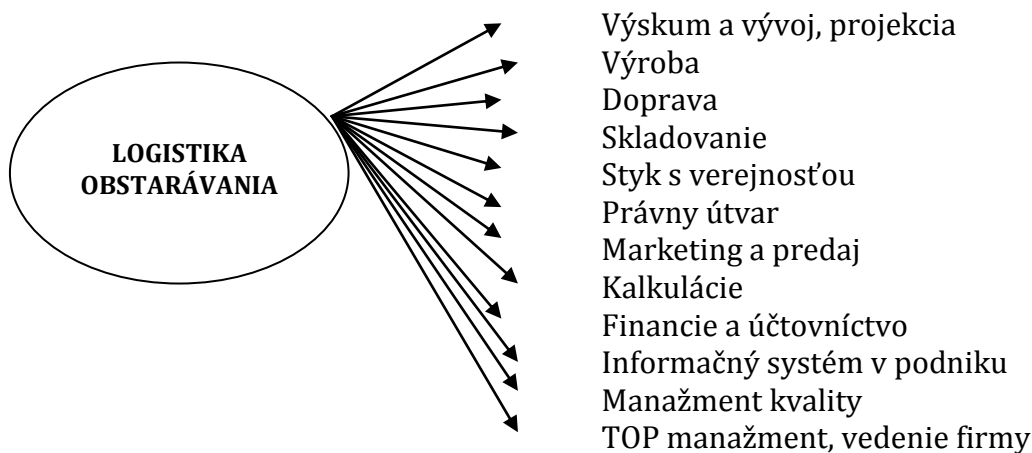 LOGISTIKA
OBSTARÁVANIA
Výskum a vývoj, projekcia
Výroba
Doprava
Skladovanie
Styk s verejnosťou
Právny útvar
Marketing a predaj
Kalkulácie
Financie a účtovníctvo
Informačný systém v podniku
Manažment kvality
TOP manažment, vedenie firmy